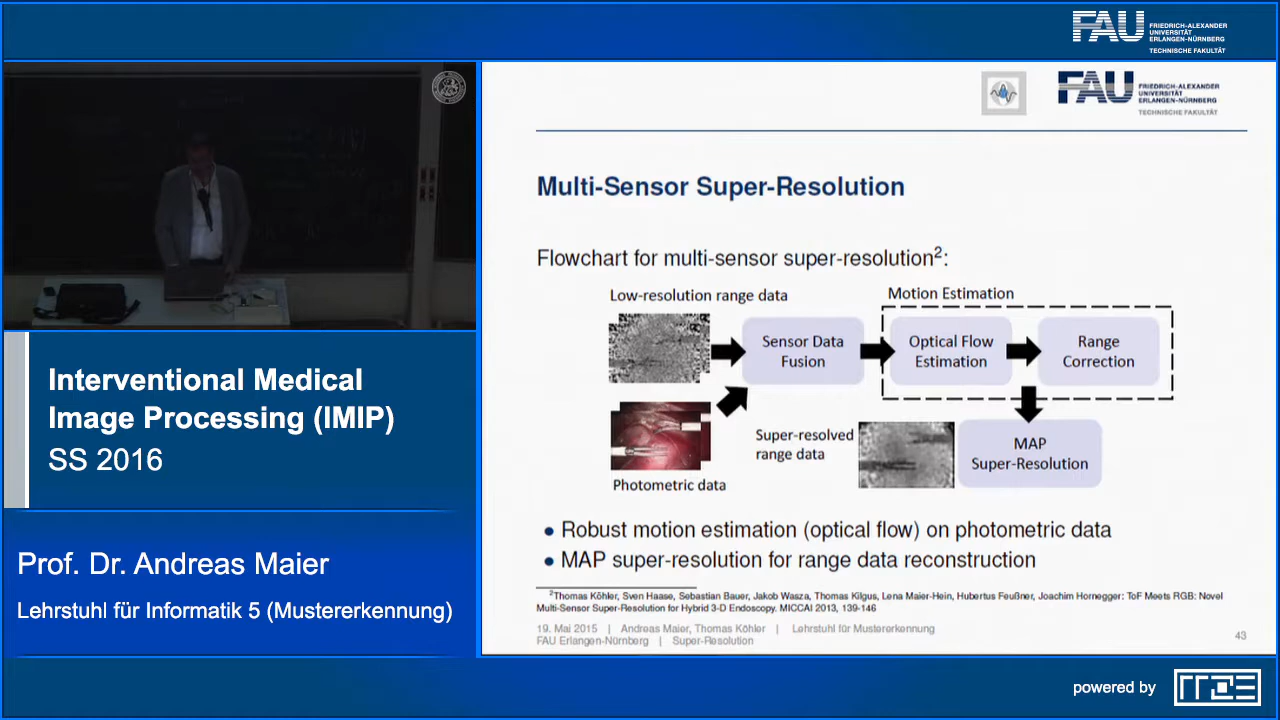 FAU
FRIEDRICH-ALEXANDER
UNIVERSITÄT
ERLANGEN-NÜRNBERG
TECHNISCHE FAKULTÄT
FAU
FRIEDRICH-ALEXANDER
UNIVERSITÄT
ERLANGEN-NÜRNBERG
TECHNISCHE FAKULTÄT
Multi-Sensor Super-Resolution
Flowchart for multi-sensor super-resolution²:
Low-resolution range data
Motion Estimation
Sensor Data
Fusion
Optical Flow
Estimation
Range
Correction
Super-resolved
range data
MAP
Super-Resolution
Photometric data
● Robust motion estimation (optical flow) on photometric data
● MAP super-resolution for range data reconstruction
²Thomas Köhler, Sven Haase, Sebastian Bauer, Jakob Wasza, Thomas Kilgus, Lena Maier-Hein, Hubertus Feußner, Joachim Hornegger: ToF Meets RGB: Novel
Multi-Sensor Super-Resolution for Hybrid 3-D Endoscopy. MICCAI 2013, 139-146
19. Mai 2015 | Andreas Maier, Thomas Köhler | Lehrstuhl für Mustererkennung
FAU Erlangen-Nürnberg | Super-Resolution
43
Interventional Medical
Image Processing (IMIP)
SS 2016
Prof. Dr. Andreas Maier
Lehrstuhl für Informatik 5 (Mustererkennung)
powered by